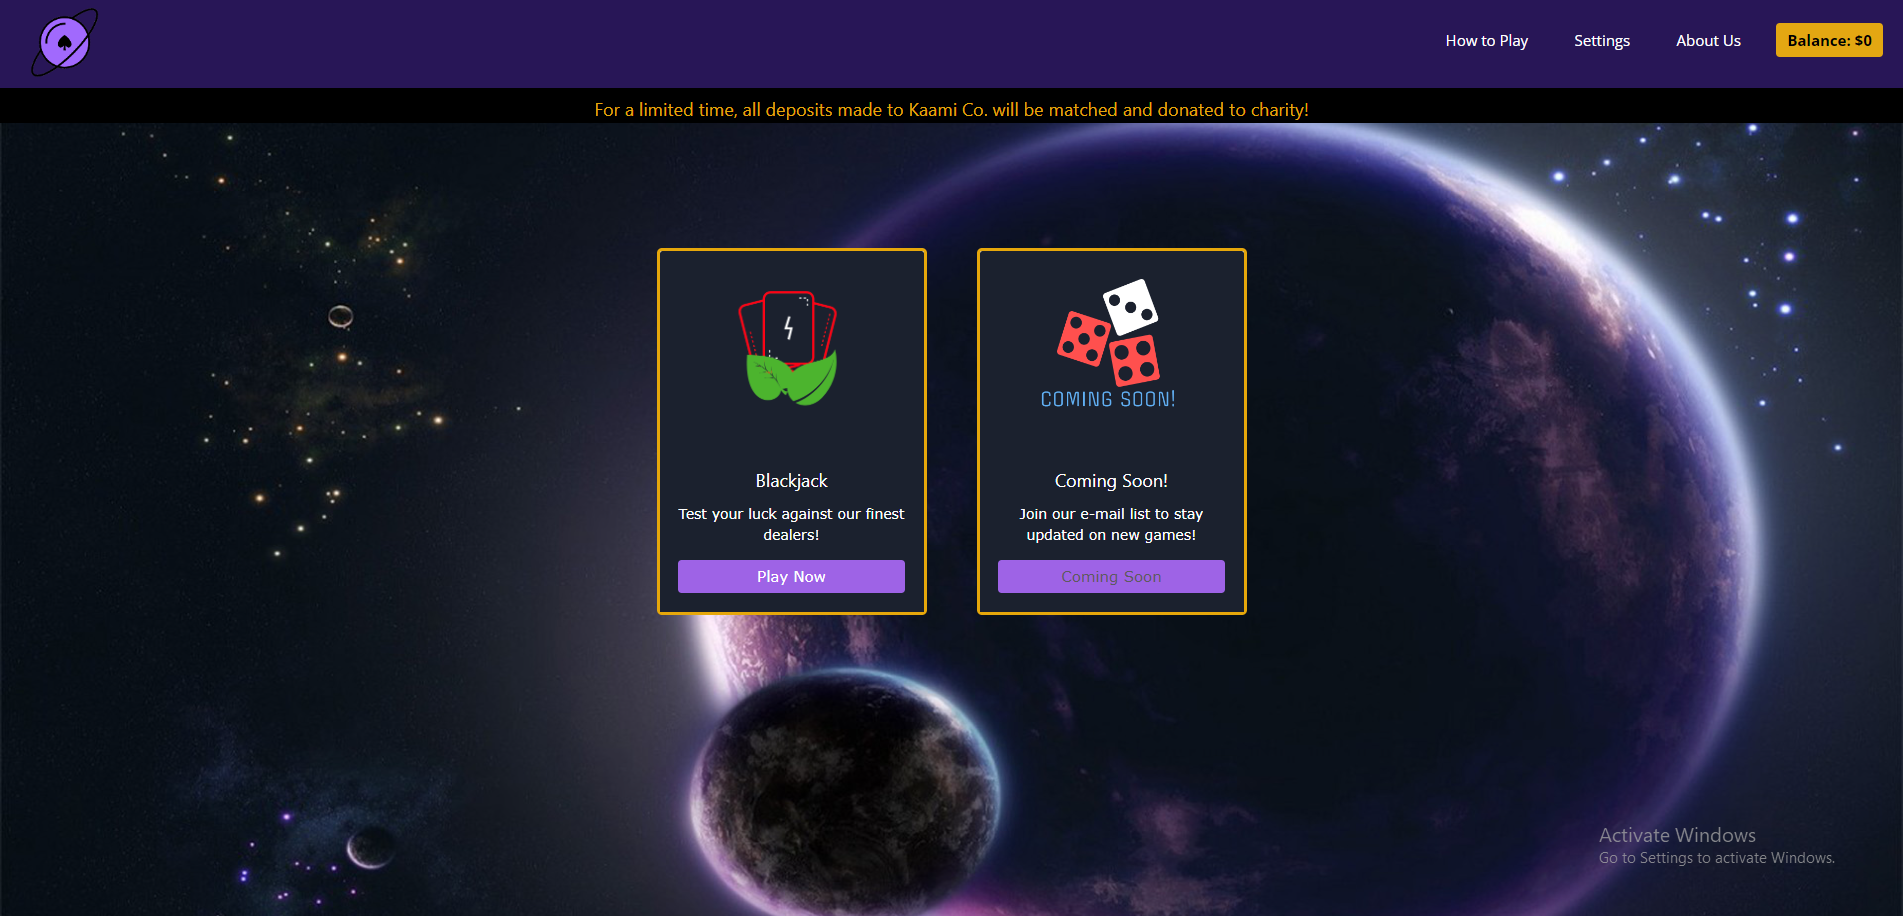 How to Play
Settings
About Us
Balance: $0
For a limited time, all deposits made to Kaami Co. will be matched and donated to charity!
COMING SOON!
Blackjack
Test your luck against our finest
dealers!
Play Now
Coming Soon!
Join our e-mail list to stay
updated on new games!
Coming Soon
Activate Windows
Go to Settings to activate Windows.